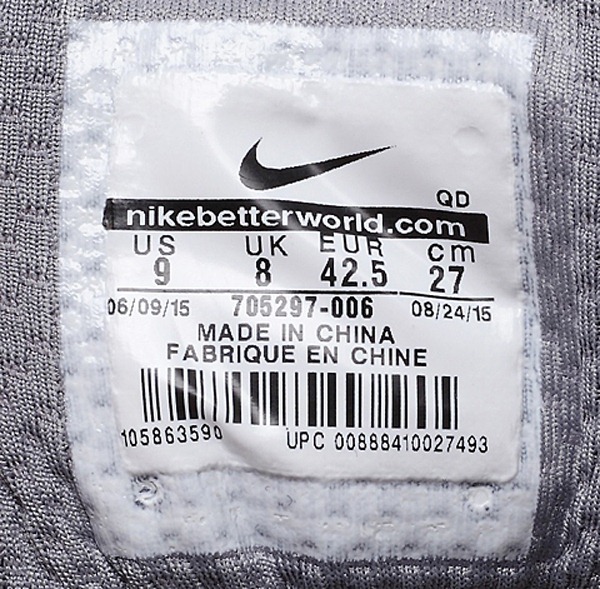 QD
nikebetterworld.com
US UK EUR cm
9 8 42.5 27
06/09/15 705297-006 08/24/15
MADE IN CHINA
FABRIQUE EN CHINE
105863590 UPC 00888410027493